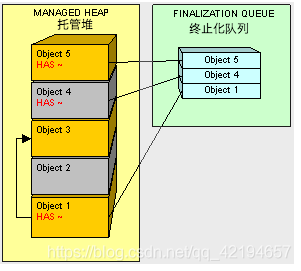 MANAGED HEAP
托管堆
Object 5
HAS ~
Object 4
HAS ~
Object 3
Object 2
Object 1
HAS ~
FINALIZATION QUEUE
终止化队列
Object 5
Object 4
Object 1
https://blog.csdn.net/qq_42194657